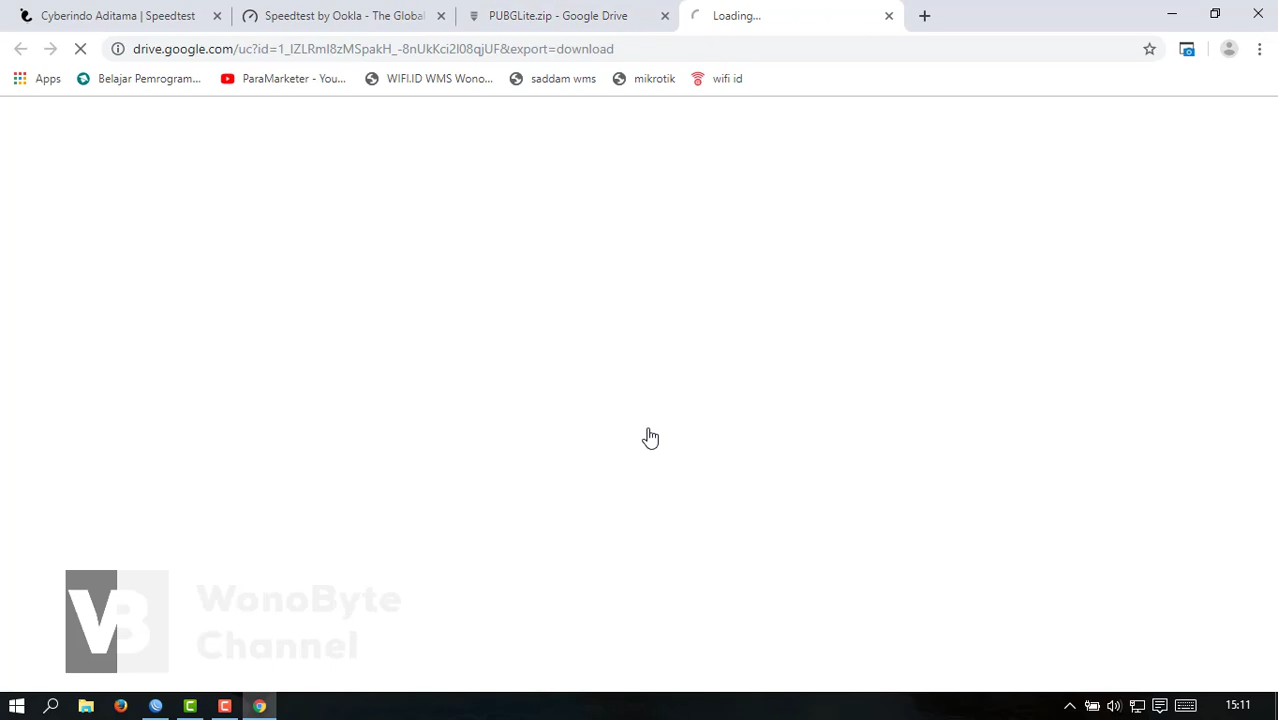 Cyberindo Aditama | Speedtest
Speedtest by Ookla - The Global
PUBGLite.zip - Google Drive
Loading...
drive.google.com/uc?id=1_IZLRmI8zMSpakH_-8nUkKci2l08qjUF&export=download
Apps
Belajar Pemrogram...
ParaMarketer - You...
WIFI.ID WMS Wono...
saddam wms
mikrotik
wifi id
VB
WonoByte
Channel
15:11